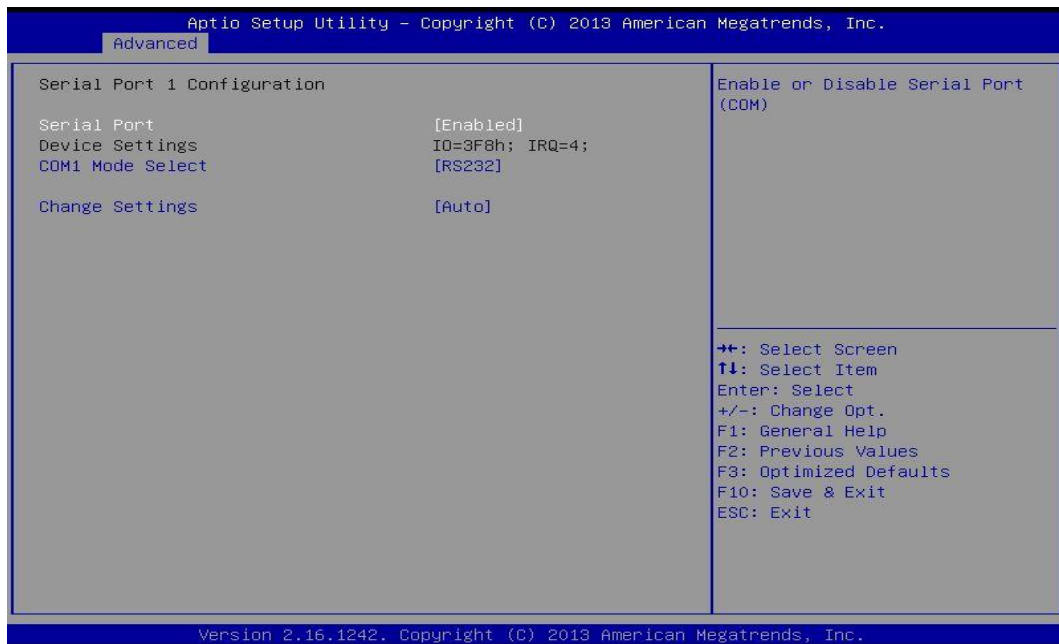 Aptio Setup Utility – Copyright (C) 2013 American Megatrends, Inc.
Advanced
Serial Port 1 Configuration
Serial Port [Enabled]
Device Settings IO=3F8h; IRQ=4;
COM1 Mode Select [RS232]
Change Settings [Auto]
Enable or Disable Serial Port
(COM)
→←: Select Screen
↑↓: Select Item
Enter: Select
+/-: Change Opt.
F1: General Help
F2: Previous Values
F3: Optimized Defaults
F10: Save & Exit
ESC: Exit
Version 2.16.1242. Copyright (C) 2013 American Megatrends, Inc.